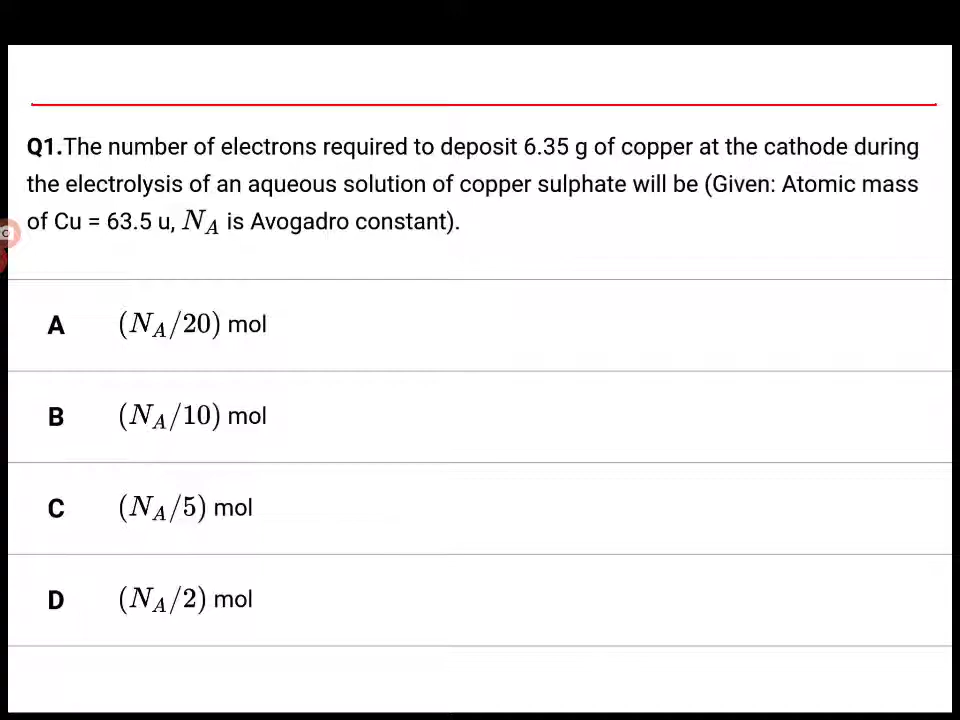 Q1.The number of electrons required to deposit 6.35 g of copper at the cathode during
the electrolysis of an aqueous solution of copper sulphate will be (Given: Atomic mass
of Cu = 63.5 u, N_A is Avogadro constant).
A (N_A/20) mol
B (N_A/10) mol
C (N_A/5) mol
D (N_A/2) mol